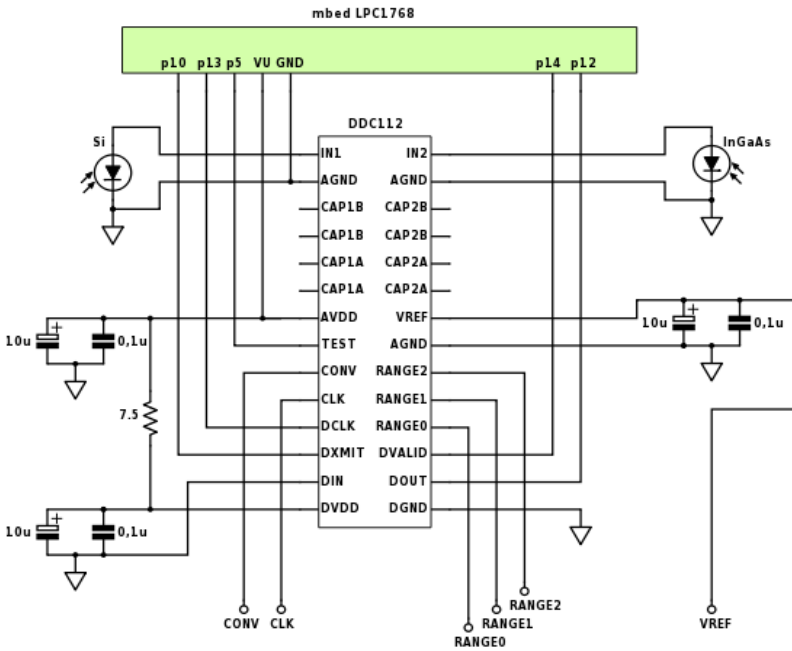 mbed LPC1768
p10 p13 p5 VU GND p14 p12
DDC112
Si
InGaAs
IN1 IN2
AGND AGND
CAP1B CAP2B
CAP1B CAP2B
CAP1A CAP2A
CAP1A CAP2A
AVDD VREF
TEST AGND
CONV RANGE2
CLK RANGE1
DCLK RANGE0
DXMIT DVALID
DIN DOUT
DVDD DGND
10u + 0,1u
10u + 0,1u
7.5
10u + 0,1u
CONV CLK
RANGE2
RANGE1
RANGE0
VREF